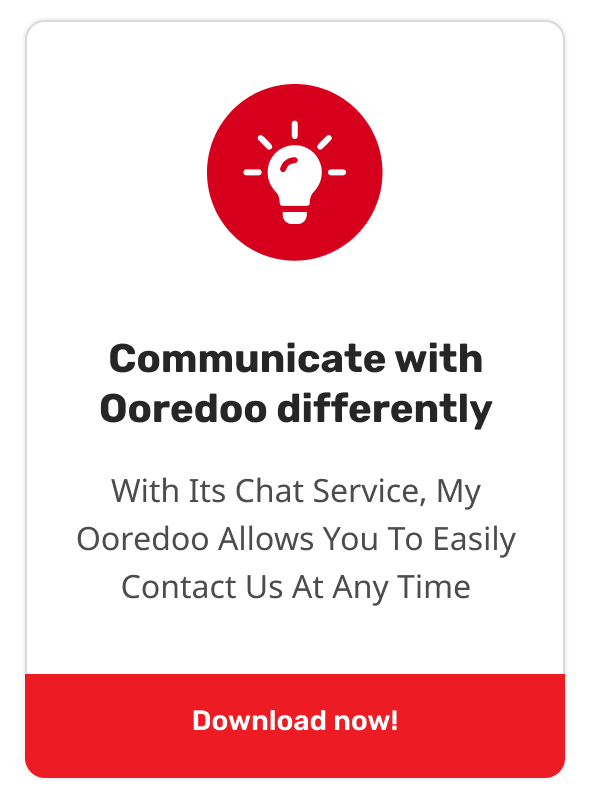 Communicate with
Ooredoo differently
With Its Chat Service, My
Ooredoo Allows You To Easily
Contact Us At Any Time
Download now!